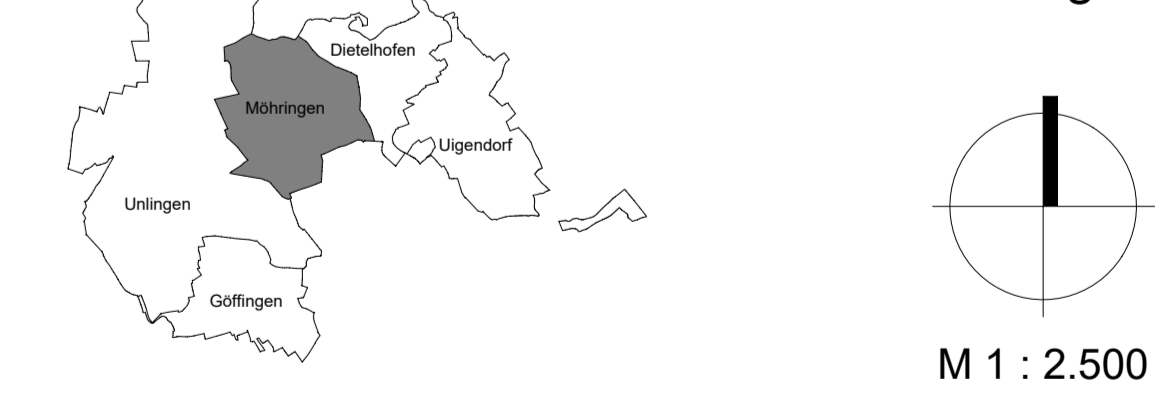 Dietelhofen
Möhringen
Uigendorf
Unlingen
Göffingen
M 1 : 2.500